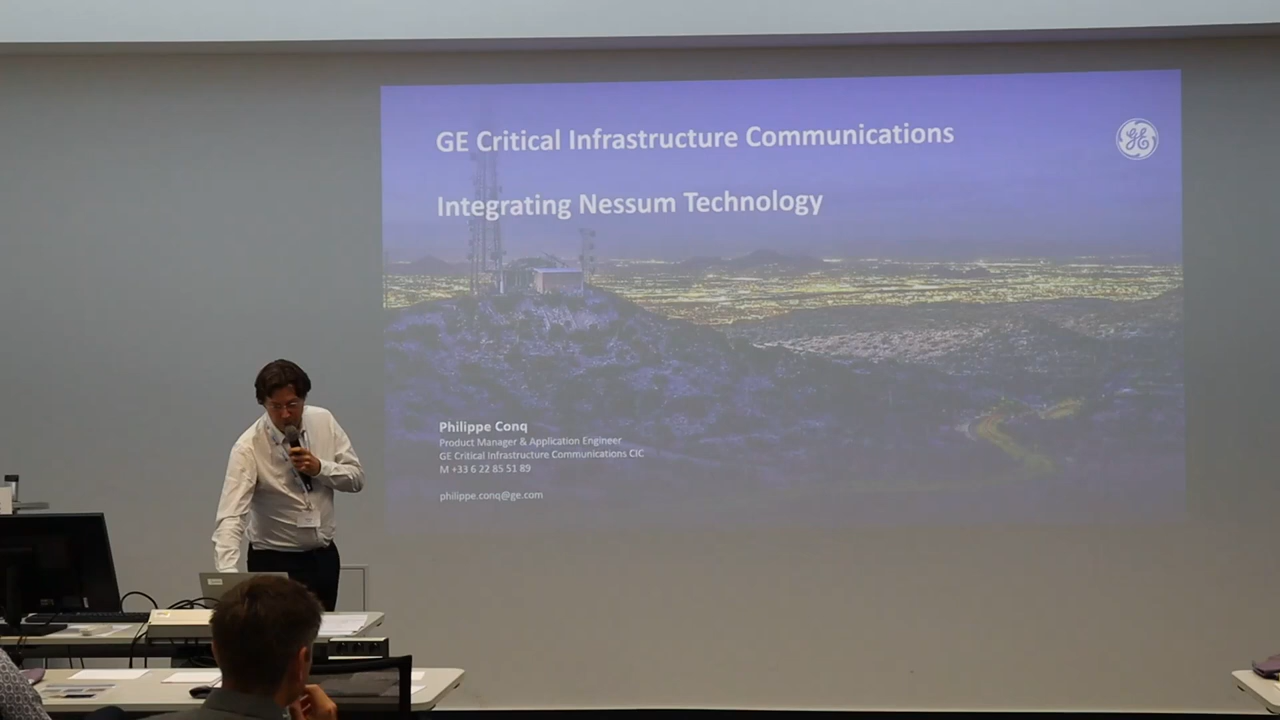 GE Critical Infrastructure Communications
GE
Integrating Nessum Technology
Philippe Conq
Product Manager & Application Engineer
GE Critical Infrastructure Communications CIC
M +33 6 22 85 51 89
philippe.conq@ge.com